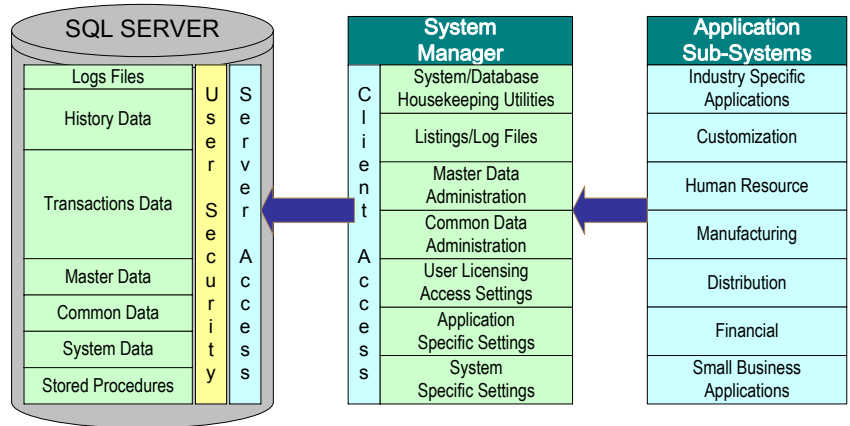 SQL SERVER
Logs Files
History Data
Transactions Data
Master Data
Common Data
System Data
Stored Procedures
User Security
Server Access
System
Manager
Client Access
System/Database
Housekeeping Utilities
Listings/Log Files
Master Data
Administration
Common Data
Administration
User Licensing
Access Settings
Application
Specific Settings
System
Specific Settings
Application
Sub-Systems
Industry Specific
Applications
Customization
Human Resource
Manufacturing
Distribution
Financial
Small Business
Applications